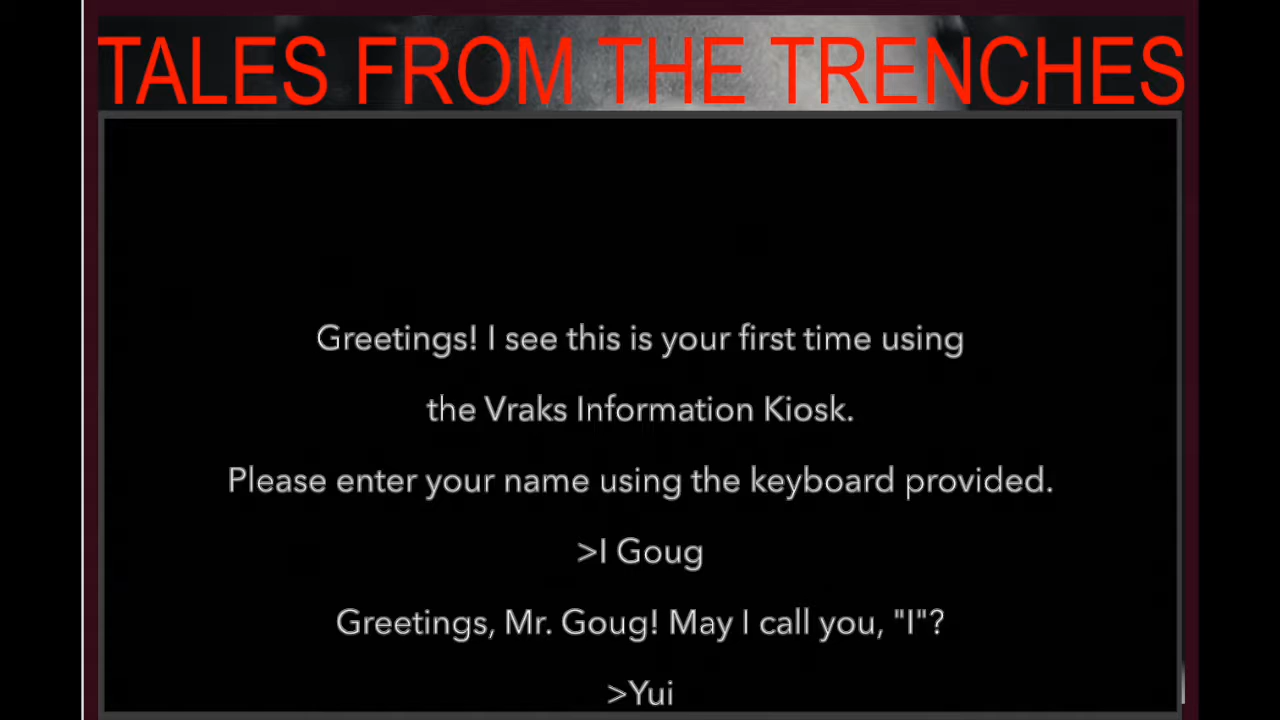 TALES FROM THE TRENCHES
Greetings! I see this is your first time using
the Vraks Information Kiosk.
Please enter your name using the keyboard provided.
>I Goug
Greetings, Mr. Goug! May I call you, "I"?
>Yui